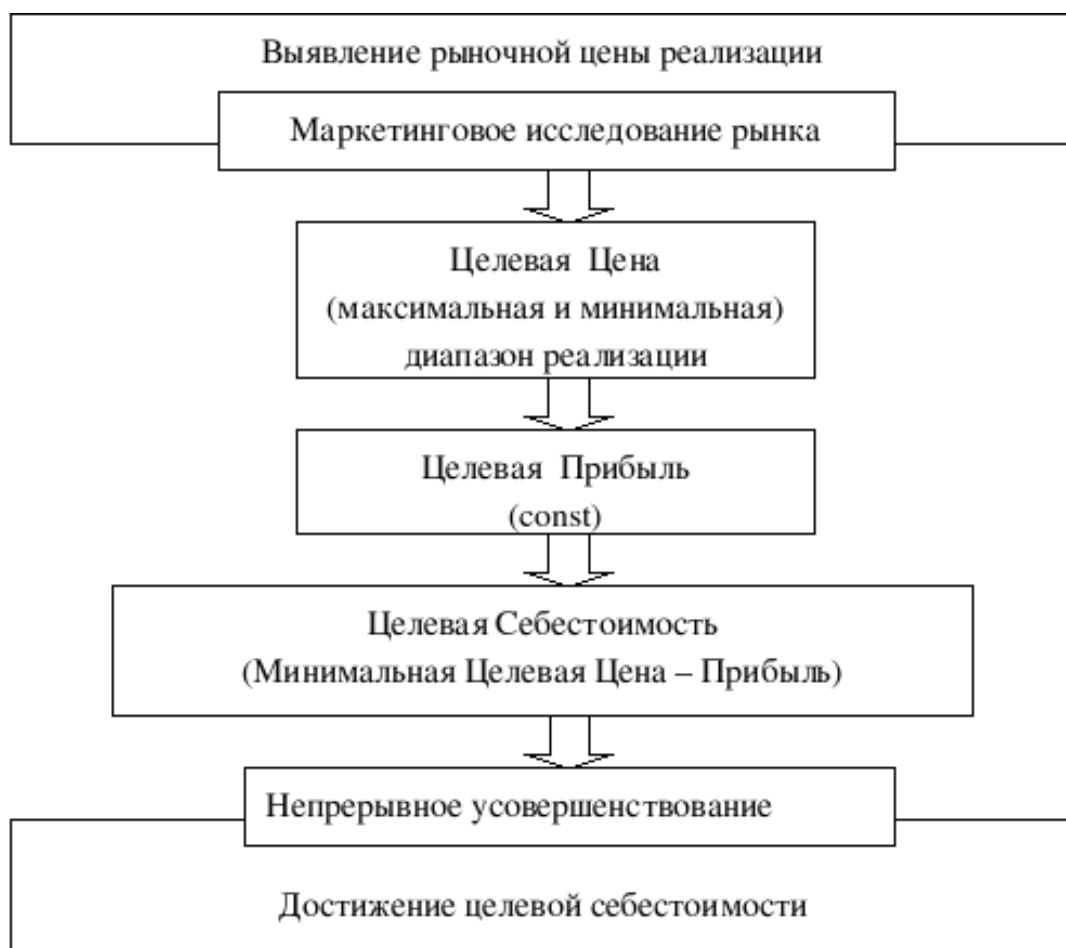 Выявление рыночной цены реализации
Маркетинговое исследование рынка
Целевая Цена
(максимальная и минимальная)
диапазон реализации
Целевая Прибыль
(const)
Целевая Себестоимость
(Минимальная Целевая Цена – Прибыль)
Непрерывное усовершенствование
Достижение целевой себестоимости